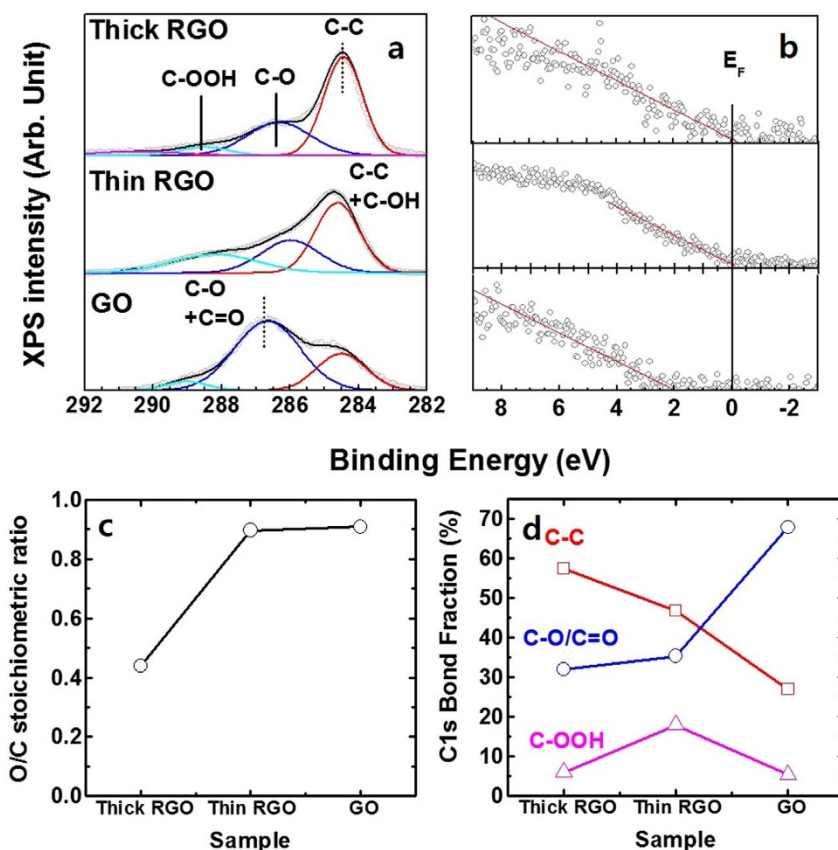 Thick RGO
a
C-C
C-OOH
C-O
Thin RGO
C-C
+C-OH
GO
C-O
+C=O
XPS intensity (Arb. Unit)
292 290 288 286 284 282
b
E_F
8 6 4 2 0 -2
Binding Energy (eV)
c
O/C stoichiometric ratio
1.0
0.8
0.6
0.4
0.2
0.0
Thick RGO Thin RGO GO
Sample
d
C1s Bond Fraction (%)
70
60
50
40
30
20
10
0
C-C
C-O/C=O
C-OOH
Thick RGO Thin RGO GO
Sample